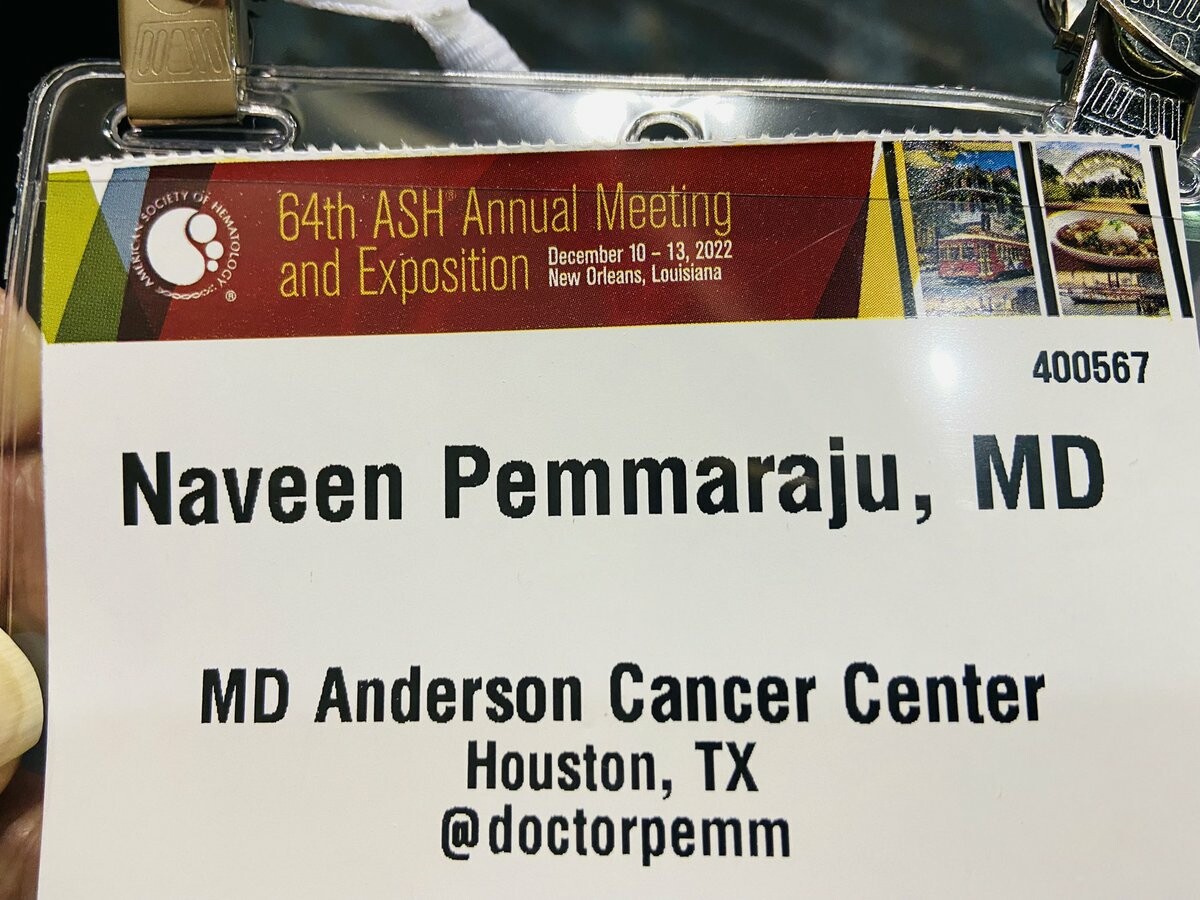 AMERICAN SOCIETY OF HEMATOLOGY ®
64th ASH® Annual Meeting
and Exposition
December 10 – 13, 2022
New Orleans, Louisiana
400567
Naveen Pemmaraju, MD
MD Anderson Cancer Center
Houston, TX
@doctorpemm